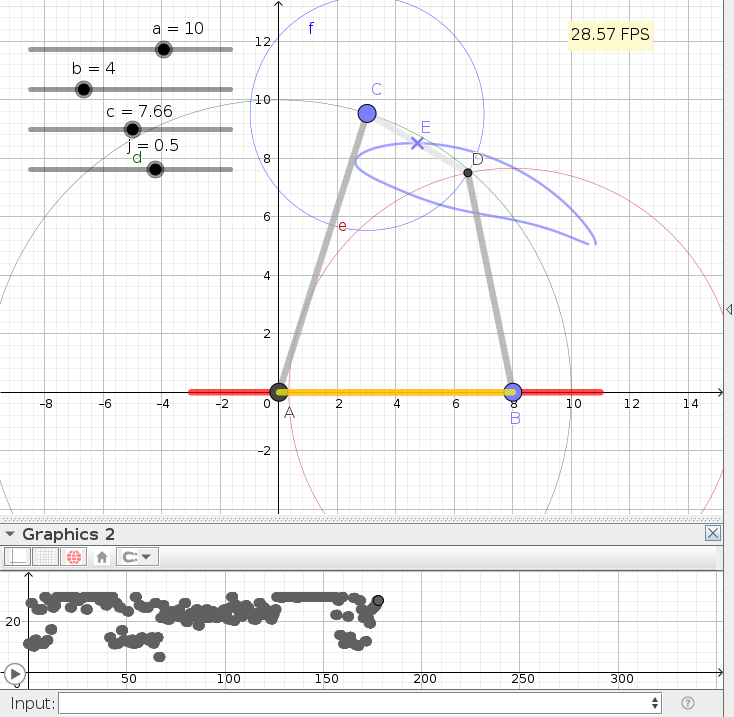 a = 10
b = 4
c = 7.66
j = 0.5
d
f
28.57 FPS
12
10
8
6
4
2
-2
C
E
D
e
-8 -6 -4 -2 0 2 4 6 8 10 12 14
A
B
Graphics 2
20
50 100 150 200 250 300
Input: